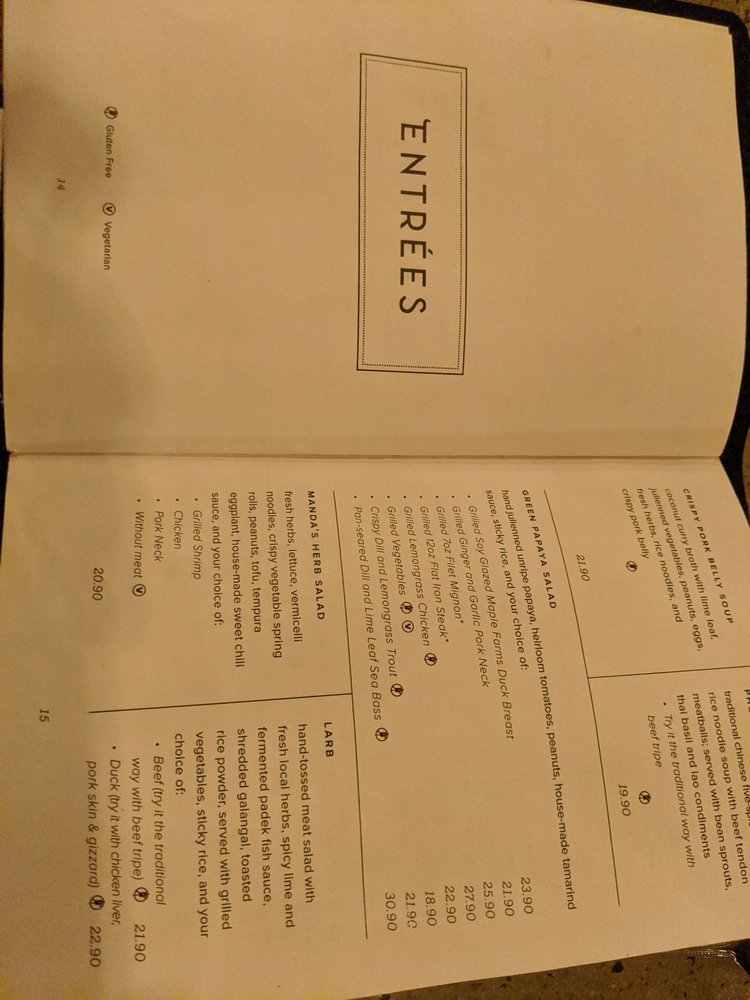 ENTRÉES
Gluten Free V Vegetarian
14
CRISPY PORK BELLY SOUP
coconut curry broth with lime leaf,
julienned vegetables, peanuts, eggs,
fresh herbs, rice noodles, and
crispy pork belly
21.90
traditional chinese
rice noodle soup with beef tendon
meatballs; served with bean sprouts,
thai basil and lao condiments
• Try it the traditional way with
beef tripe
19.90
GREEN PAPAYA SALAD
hand julienned unripe papaya, heirloom tomatoes, peanuts, house-made tamarind
sauce, sticky rice, and your choice of:
• Grilled Soy Glazed Maple Farms Duck Breast 23.90
• Grilled Ginger and Garlic Pork Neck 21.90
• Grilled 7oz Filet Mignon* 25.90
• Grilled 12oz Flat Iron Steak* 27.90
• Grilled Lemongrass Chicken 22.90
• Grilled Vegetables V 18.90
• Crispy Dill and Lemongrass Trout 21.90
• Pan-seared Dill and Lime Leaf Sea Bass 30.90
MANDA'S HERB SALAD
fresh herbs, lettuce, vermicelli
noodles, crispy vegetable spring
rolls, peanuts, tofu, tempura
eggplant, house-made sweet chili
sauce, and your choice of:
• Grilled Shrimp
• Chicken
• Pork Neck
• Without meat V
20.90
LARB
hand-tossed meat salad with
fresh local herbs, spicy lime and
fermented padek fish sauce,
shredded galangal, toasted
rice powder, served with grilled
vegetables, sticky rice, and your
choice of:
• Beef (try it the traditional
way with beef tripe) 21.90
• Duck (try it with chicken liver,
pork skin & gizzard) 22.90
15